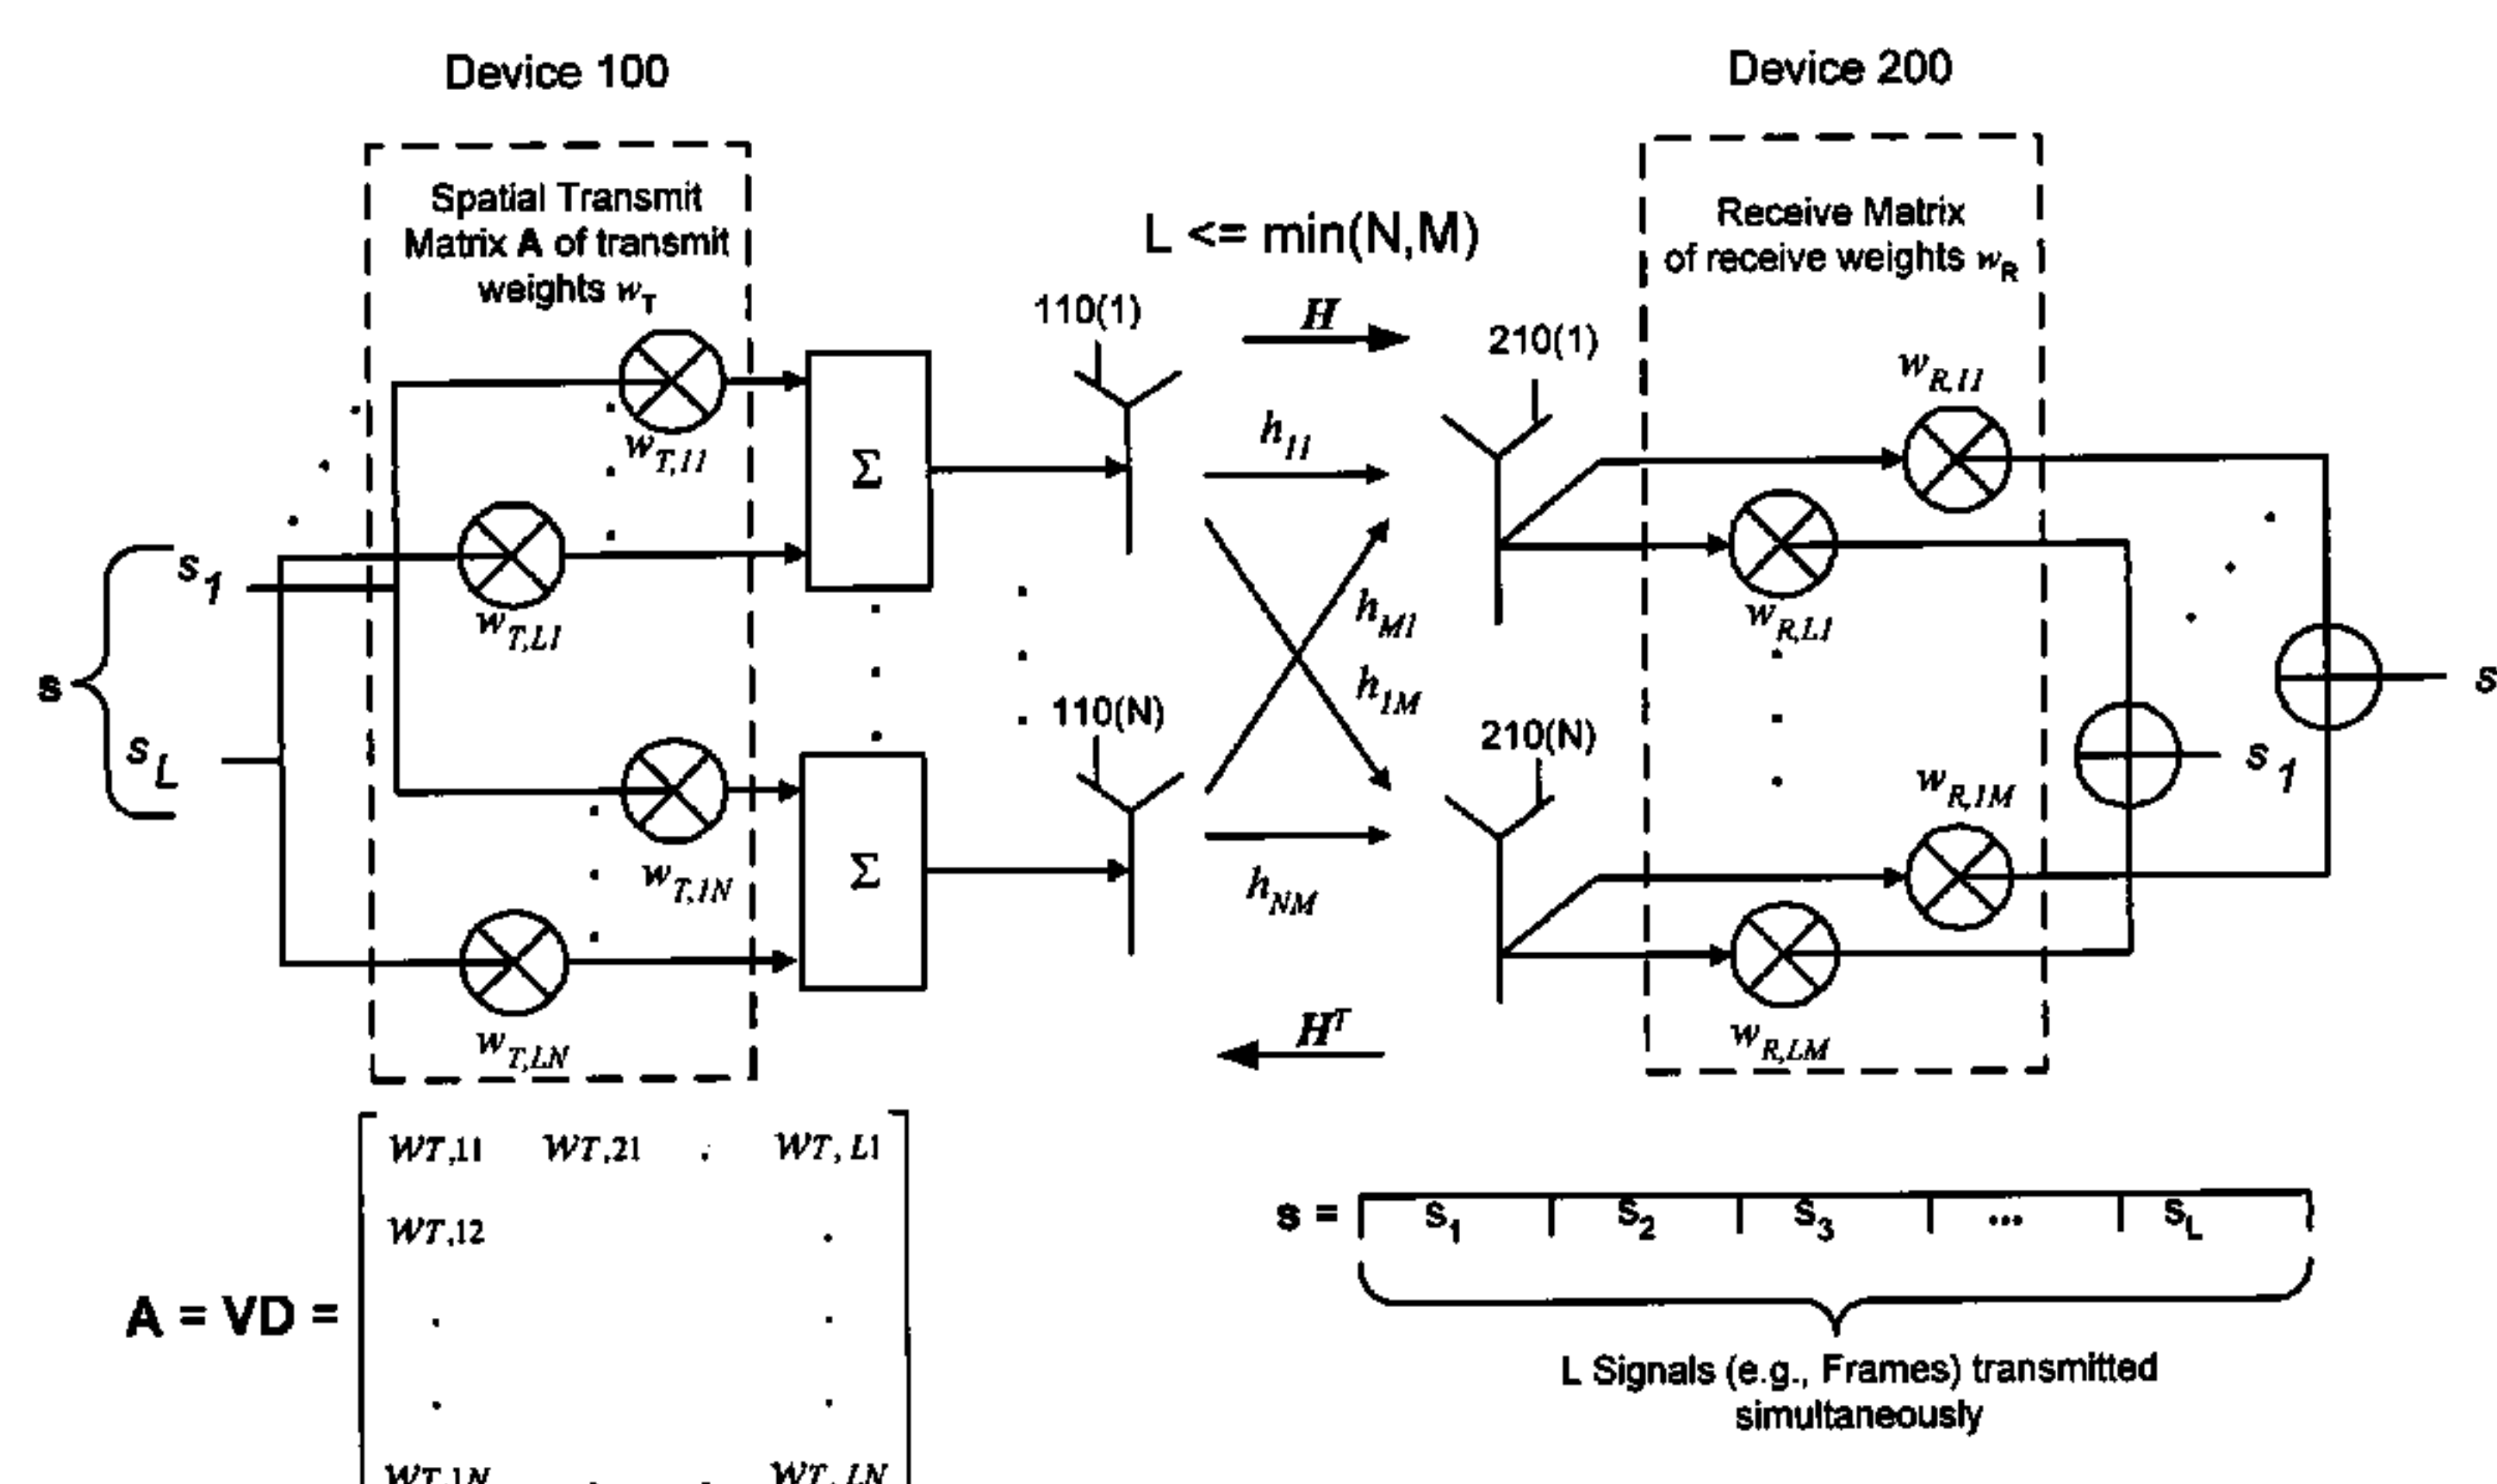 Device 100
Device 200
Spatial Transmit
Matrix A of transmit
weights w_T
L <= min(N,M)
Receive Matrix
of receive weights w_R
110(1)
H
210(1)
w_R,11
h_11
w_T,11
Σ
s_1
w_T,L1
h_M1
w_R,L1
s
h_1M
s
110(N)
210(N)
s_L
s_1
w_R,1M
w_T,1N
Σ
h_NM
w_T,LN
H^T
w_R,LM
WT,11 WT,21 . WT, L1
s = s_1 s_2 s_3 ... s_L
WT,12
A = VD =
L Signals (e.g., Frames) transmitted
simultaneously
WT,1N
WT, LN